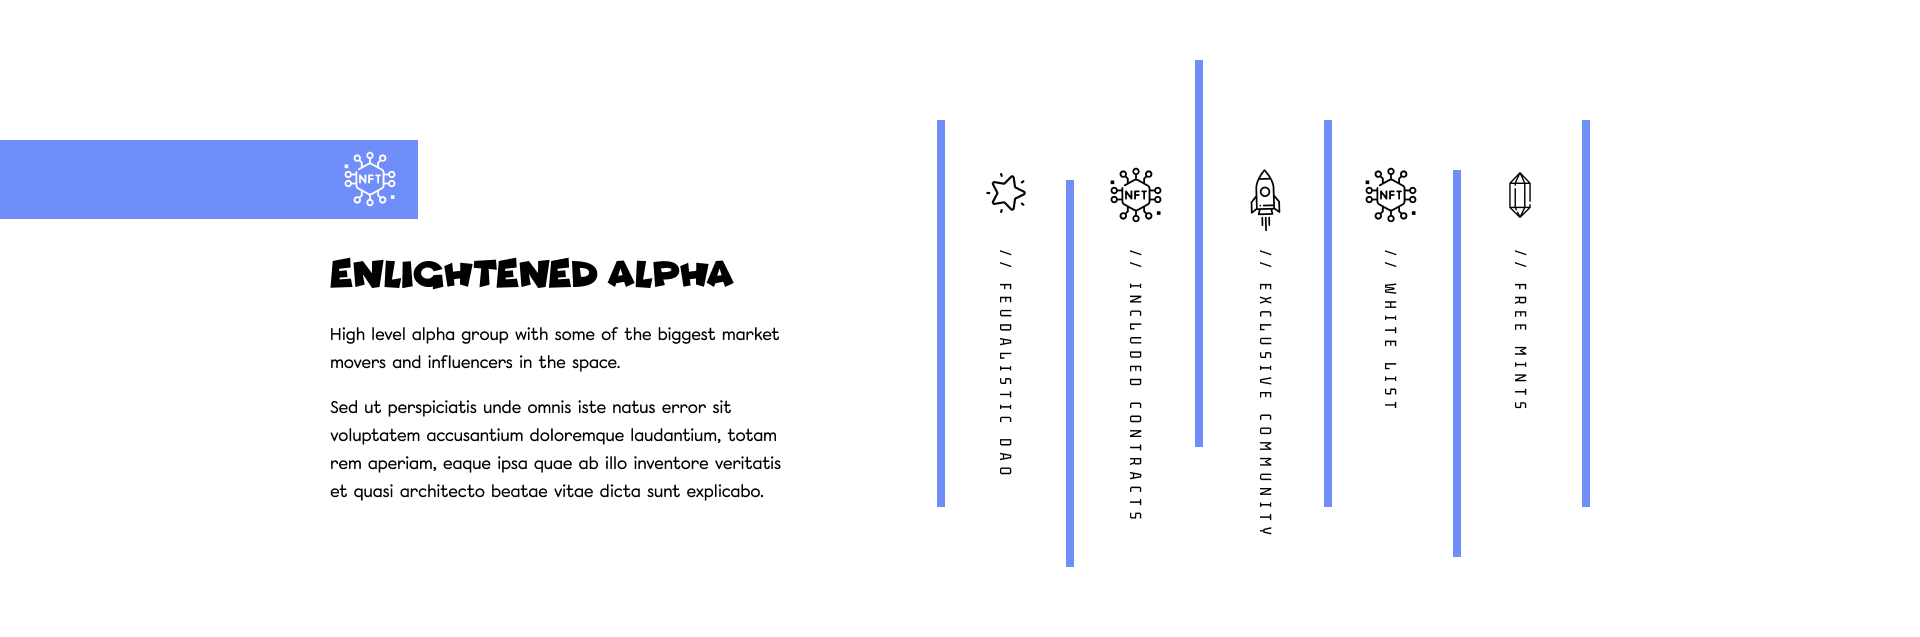 NFT
ENLIGHTENED ALPHA
High level alpha group with some of the biggest market
movers and influencers in the space.
Sed ut perspiciatis unde omnis iste natus error sit
voluptatem accusantium doloremque laudantium, totam
rem aperiam, eaque ipsa quae ab illo inventore veritatis
et quasi architecto beatae vitae dicta sunt explicabo.
// FEUDALISTIC DAO
NFT
// INCLUDED CONTRACTS
// EXCLUSIVE COMMUNITY
NFT
// WHITE LIST
// FREE MINTS